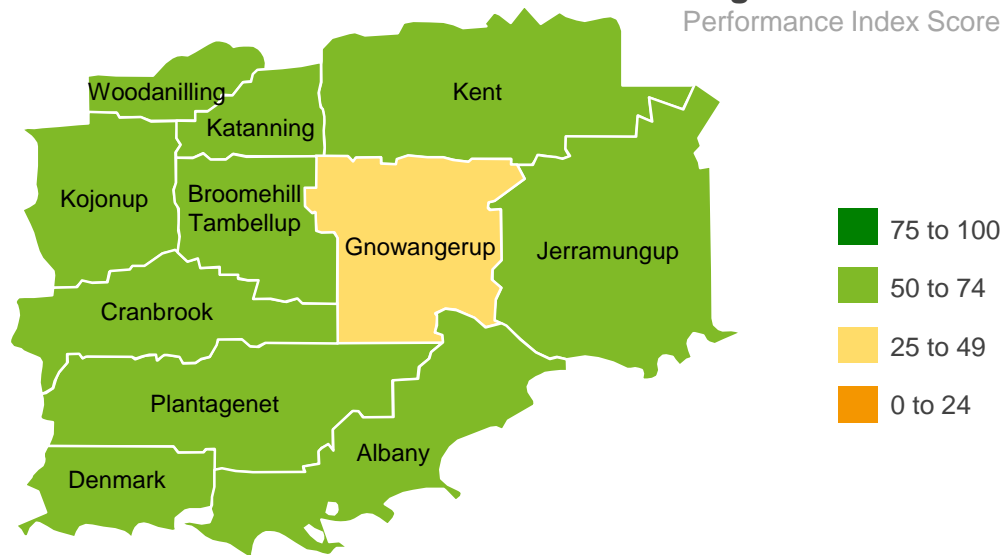 Performance Index Score
Woodanilling
Kent
Katanning
Kojonup
Broomehill
Tambellup
Gnowangerup
Jerramungup
Cranbrook
Plantagenet
Albany
Denmark
75 to 100
50 to 74
25 to 49
0 to 24